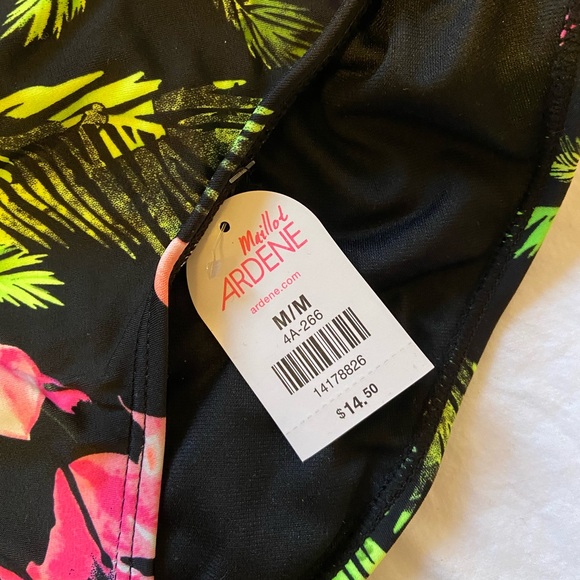 Maillot
ARDENE
ardene.com
M/M
4A-266
14178826
$14.50